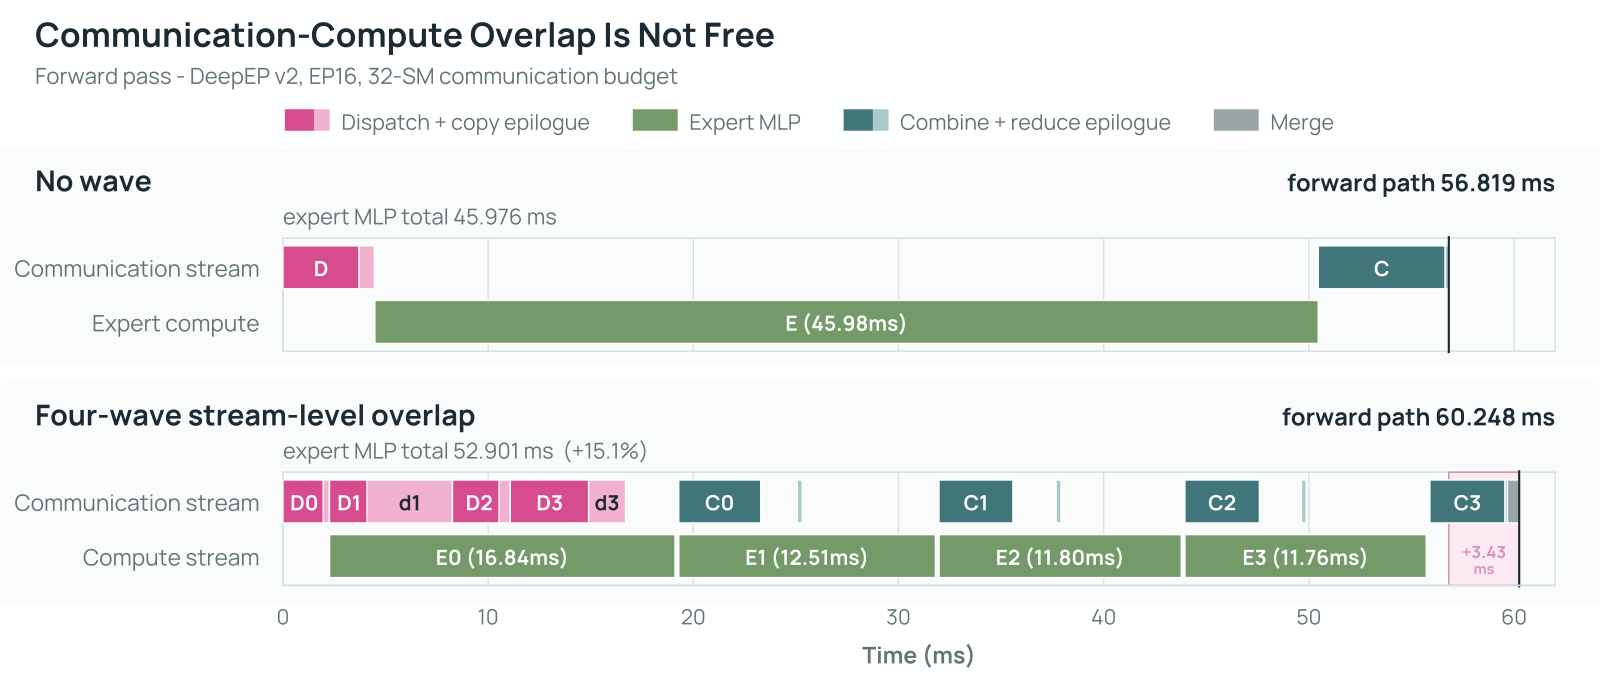 Communication-Compute Overlap Is Not Free
Forward pass - DeepEP v2, EP16, 32-SM communication budget
Dispatch + copy epilogue
Expert MLP
Combine + reduce epilogue
Merge
No wave
forward path 56.819 ms
expert MLP total 45.976 ms
Communication stream
D
C
Expert compute
E (45.98ms)
Four-wave stream-level overlap
forward path 60.248 ms
expert MLP total 52.901 ms (+15.1%)
Communication stream
D0
D1
d1
D2
D3
d3
C0
C1
C2
C3
Compute stream
E0 (16.84ms)
E1 (12.51ms)
E2 (11.80ms)
E3 (11.76ms)
+3.43
ms
0
10
20
30
40
50
60
Time (ms)